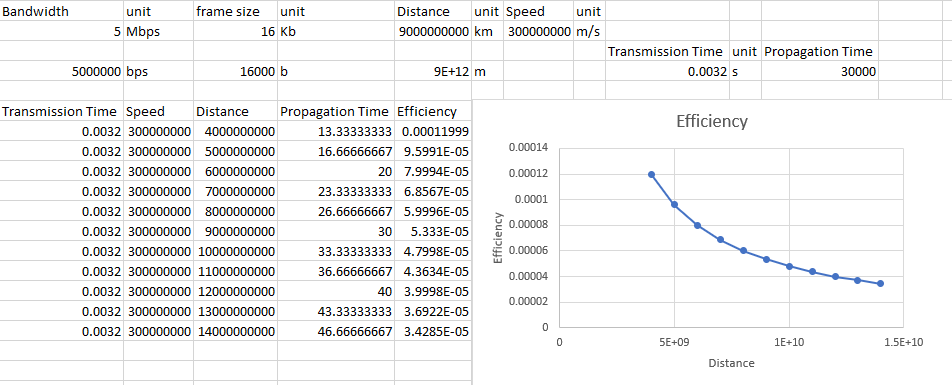 Bandwidth unit frame size unit Distance unit Speed unit
5 Mbps 16 Kb 9000000000 km 300000000 m/s
Transmission Time unit Propagation Time
5000000 bps 16000 b 9E+12 m 0.0032 s 30000
Transmission Time Speed Distance Propagation Time Efficiency
0.0032 300000000 4000000000 13.33333333 0.00011999
0.0032 300000000 5000000000 16.66666667 9.5991E-05
0.0032 300000000 6000000000 20 7.9994E-05
0.0032 300000000 7000000000 23.33333333 6.8567E-05
0.0032 300000000 8000000000 26.66666667 5.9996E-05
0.0032 300000000 9000000000 30 5.333E-05
0.0032 300000000 10000000000 33.33333333 4.7998E-05
0.0032 300000000 11000000000 36.66666667 4.3634E-05
0.0032 300000000 12000000000 40 3.9998E-05
0.0032 300000000 13000000000 43.33333333 3.6922E-05
0.0032 300000000 14000000000 46.66666667 3.4285E-05
Efficiency
0.00014
0.00012
0.0001
0.00008
0.00006
0.00004
0.00002
0
Efficiency
0 5E+09 1E+10 1.5E+10
Distance